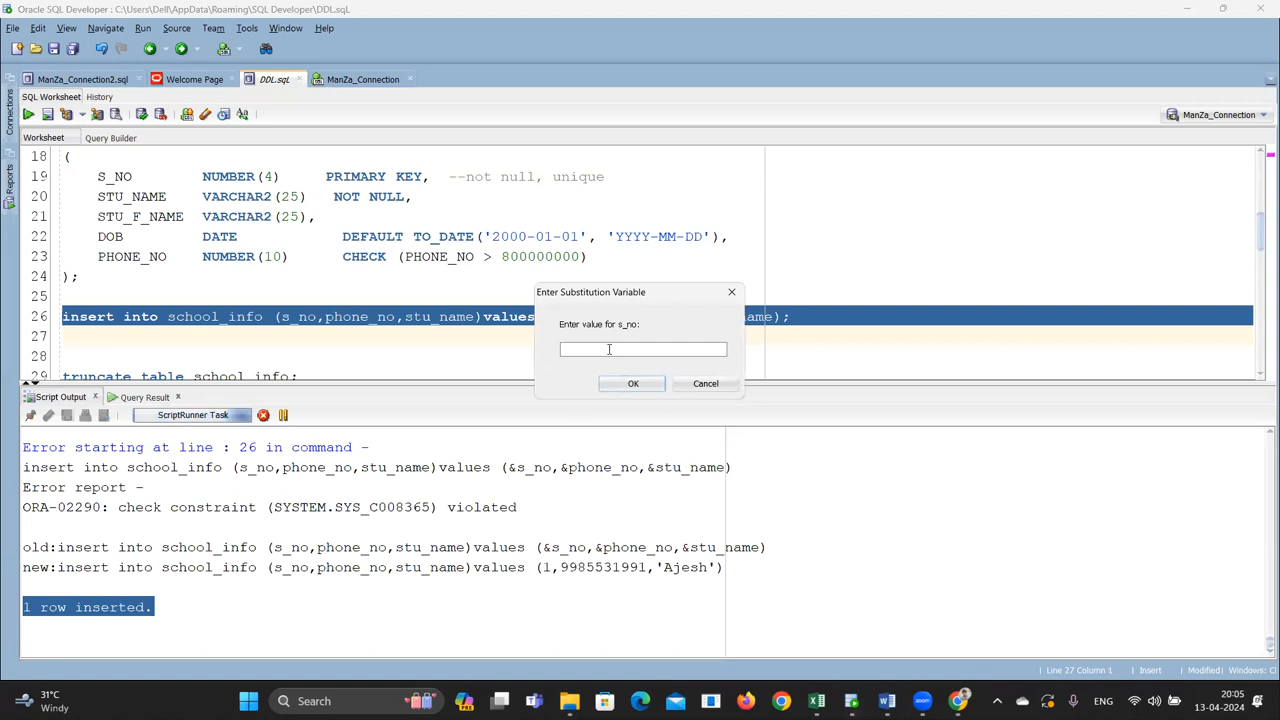 Oracle SQL Developer : C:\Users\Dell\AppData\Roaming\SQL Developer\DDL.sql
File Edit View Navigate Run Source Team Tools Window Help
ManZa_Connection2.sql Welcome Page DDL.sql ManZa_Connection
SQL Worksheet History
ManZa_Connection
Worksheet Query Builder
Connections
Reports
18 (
19 S_NO NUMBER(4) PRIMARY KEY, --not null, unique
20 STU_NAME VARCHAR2(25) NOT NULL,
21 STU_F_NAME VARCHAR2(25),
22 DOB DATE DEFAULT TO_DATE('2000-01-01', 'YYYY-MM-DD'),
23 PHONE_NO NUMBER(10) CHECK (PHONE_NO > 800000000)
24 );
25
26 insert into school_info (s_no,phone_no,stu_name)values ame);
27
28
29 truncate table school_info;
Enter Substitution Variable
Enter value for s_no:
OK Cancel
Script Output Query Result
ScriptRunner Task
Error starting at line : 26 in command -
insert into school_info (s_no,phone_no,stu_name)values (&s_no,&phone_no,&stu_name)
Error report -
ORA-02290: check constraint (SYSTEM.SYS_C008365) violated
old:insert into school_info (s_no,phone_no,stu_name)values (&s_no,&phone_no,&stu_name)
new:insert into school_info (s_no,phone_no,stu_name)values (1,9985531991,'Ajesh')
1 row inserted.
Line 27 Column 1 Insert Modified Windows: C
31°C
Windy
Search
ENG
20:05
13-04-2024